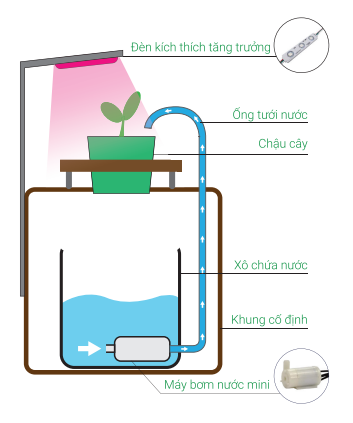 Đèn kích thích tăng trưởng
Ống tưới nước
Chậu cây
Xô chứa nước
Khung cố định
Máy bơm nước mini